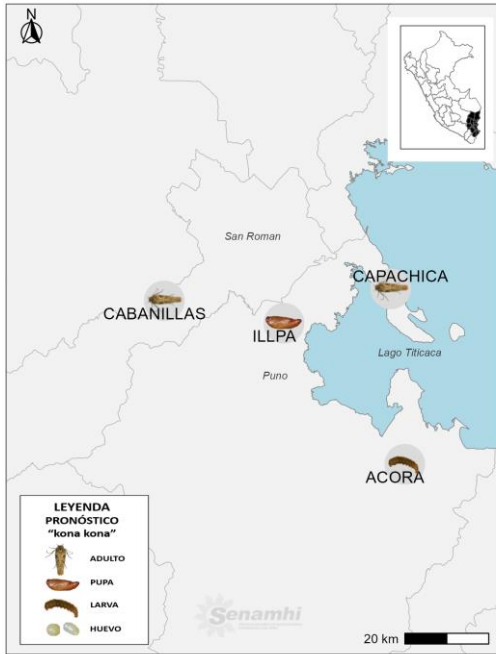 N
San Roman
CAPACHICA
CABANILLAS
ILLPA
Lago Titicaca
Puno
ACORA
LEYENDA
PRONÓSTICO
“kona kona”
ADULTO
PUPA
LARVA
HUEVO
Senamhi
20 km